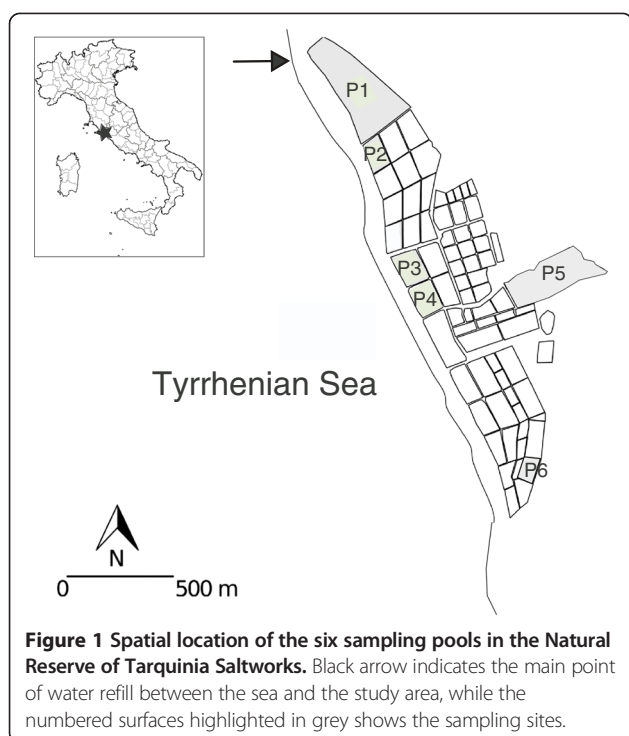 P1
P2
P3
P5
P4
Tyrrhenian Sea
P6
N
0 500 m
Figure 1 Spatial location of the six sampling pools in the Natural
Reserve of Tarquinia Saltworks. Black arrow indicates the main point
of water refill between the sea and the study area, while the
numbered surfaces highlighted in grey shows the sampling sites.